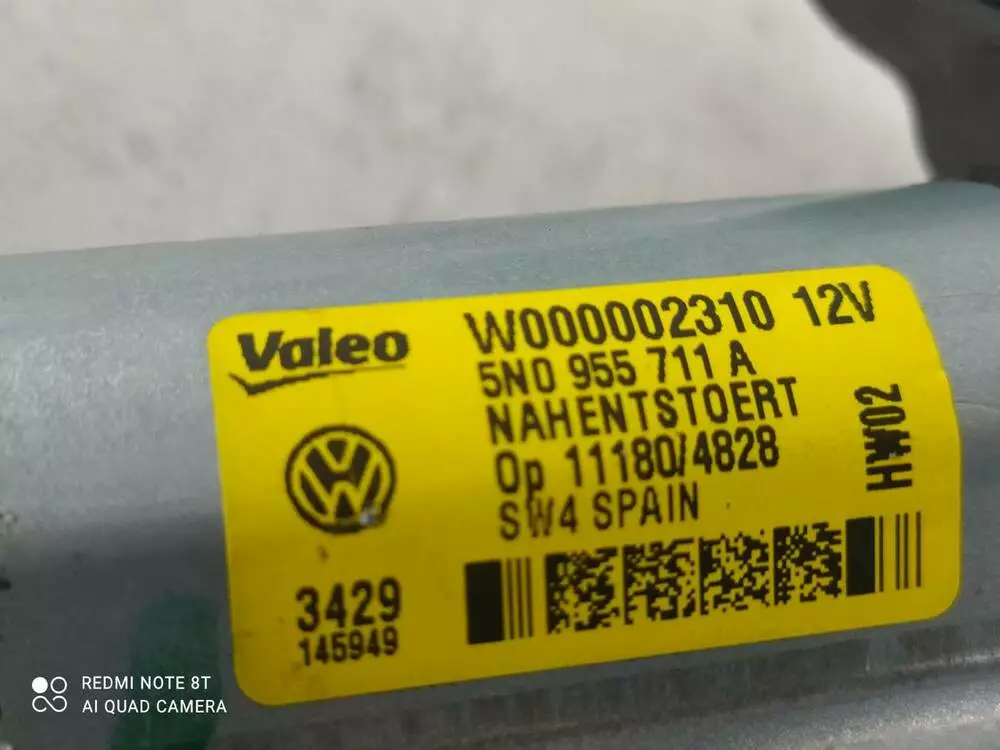 Valeo
W000002310 12V
5N0 955 711 A
NAHENTSTOERT
Op 11180/4828
SW4 SPAIN
HW02
3429
145949
REDMI NOTE 8T
AI QUAD CAMERA